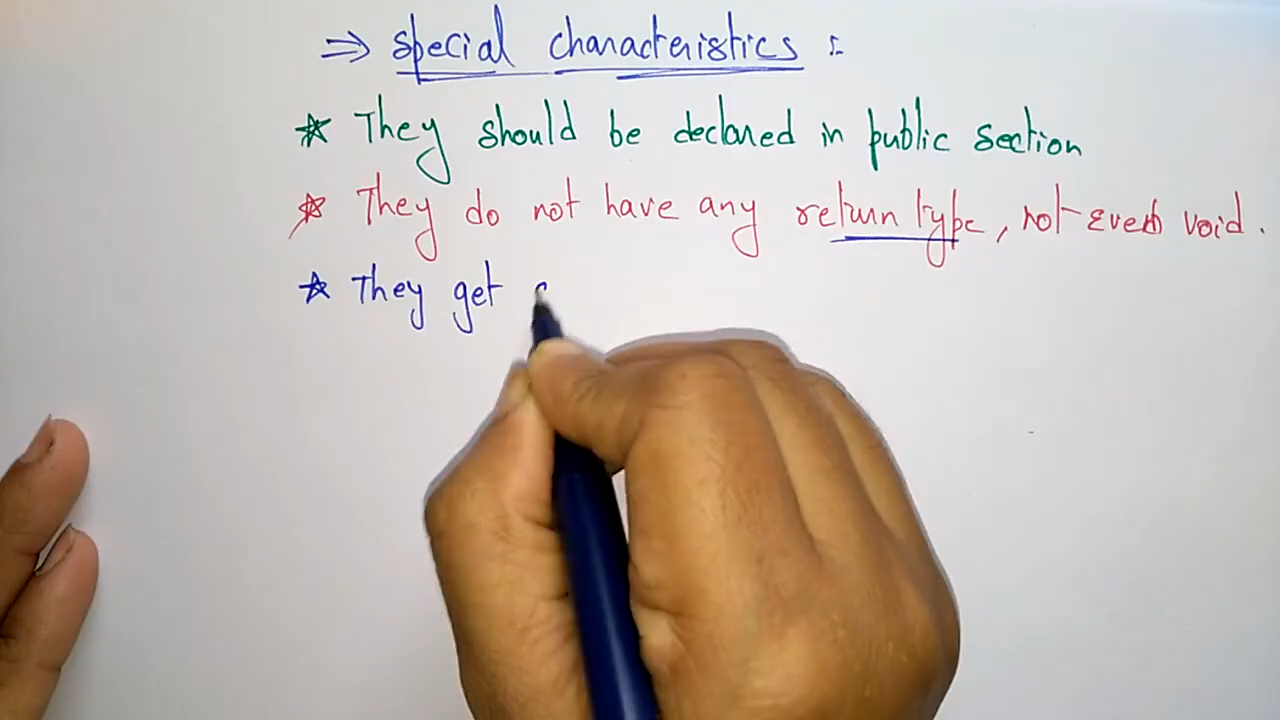 ⇒ special characteristics :
☆ They should be declared in public section
☆ They do not have any return type, not even void.
☆ They get